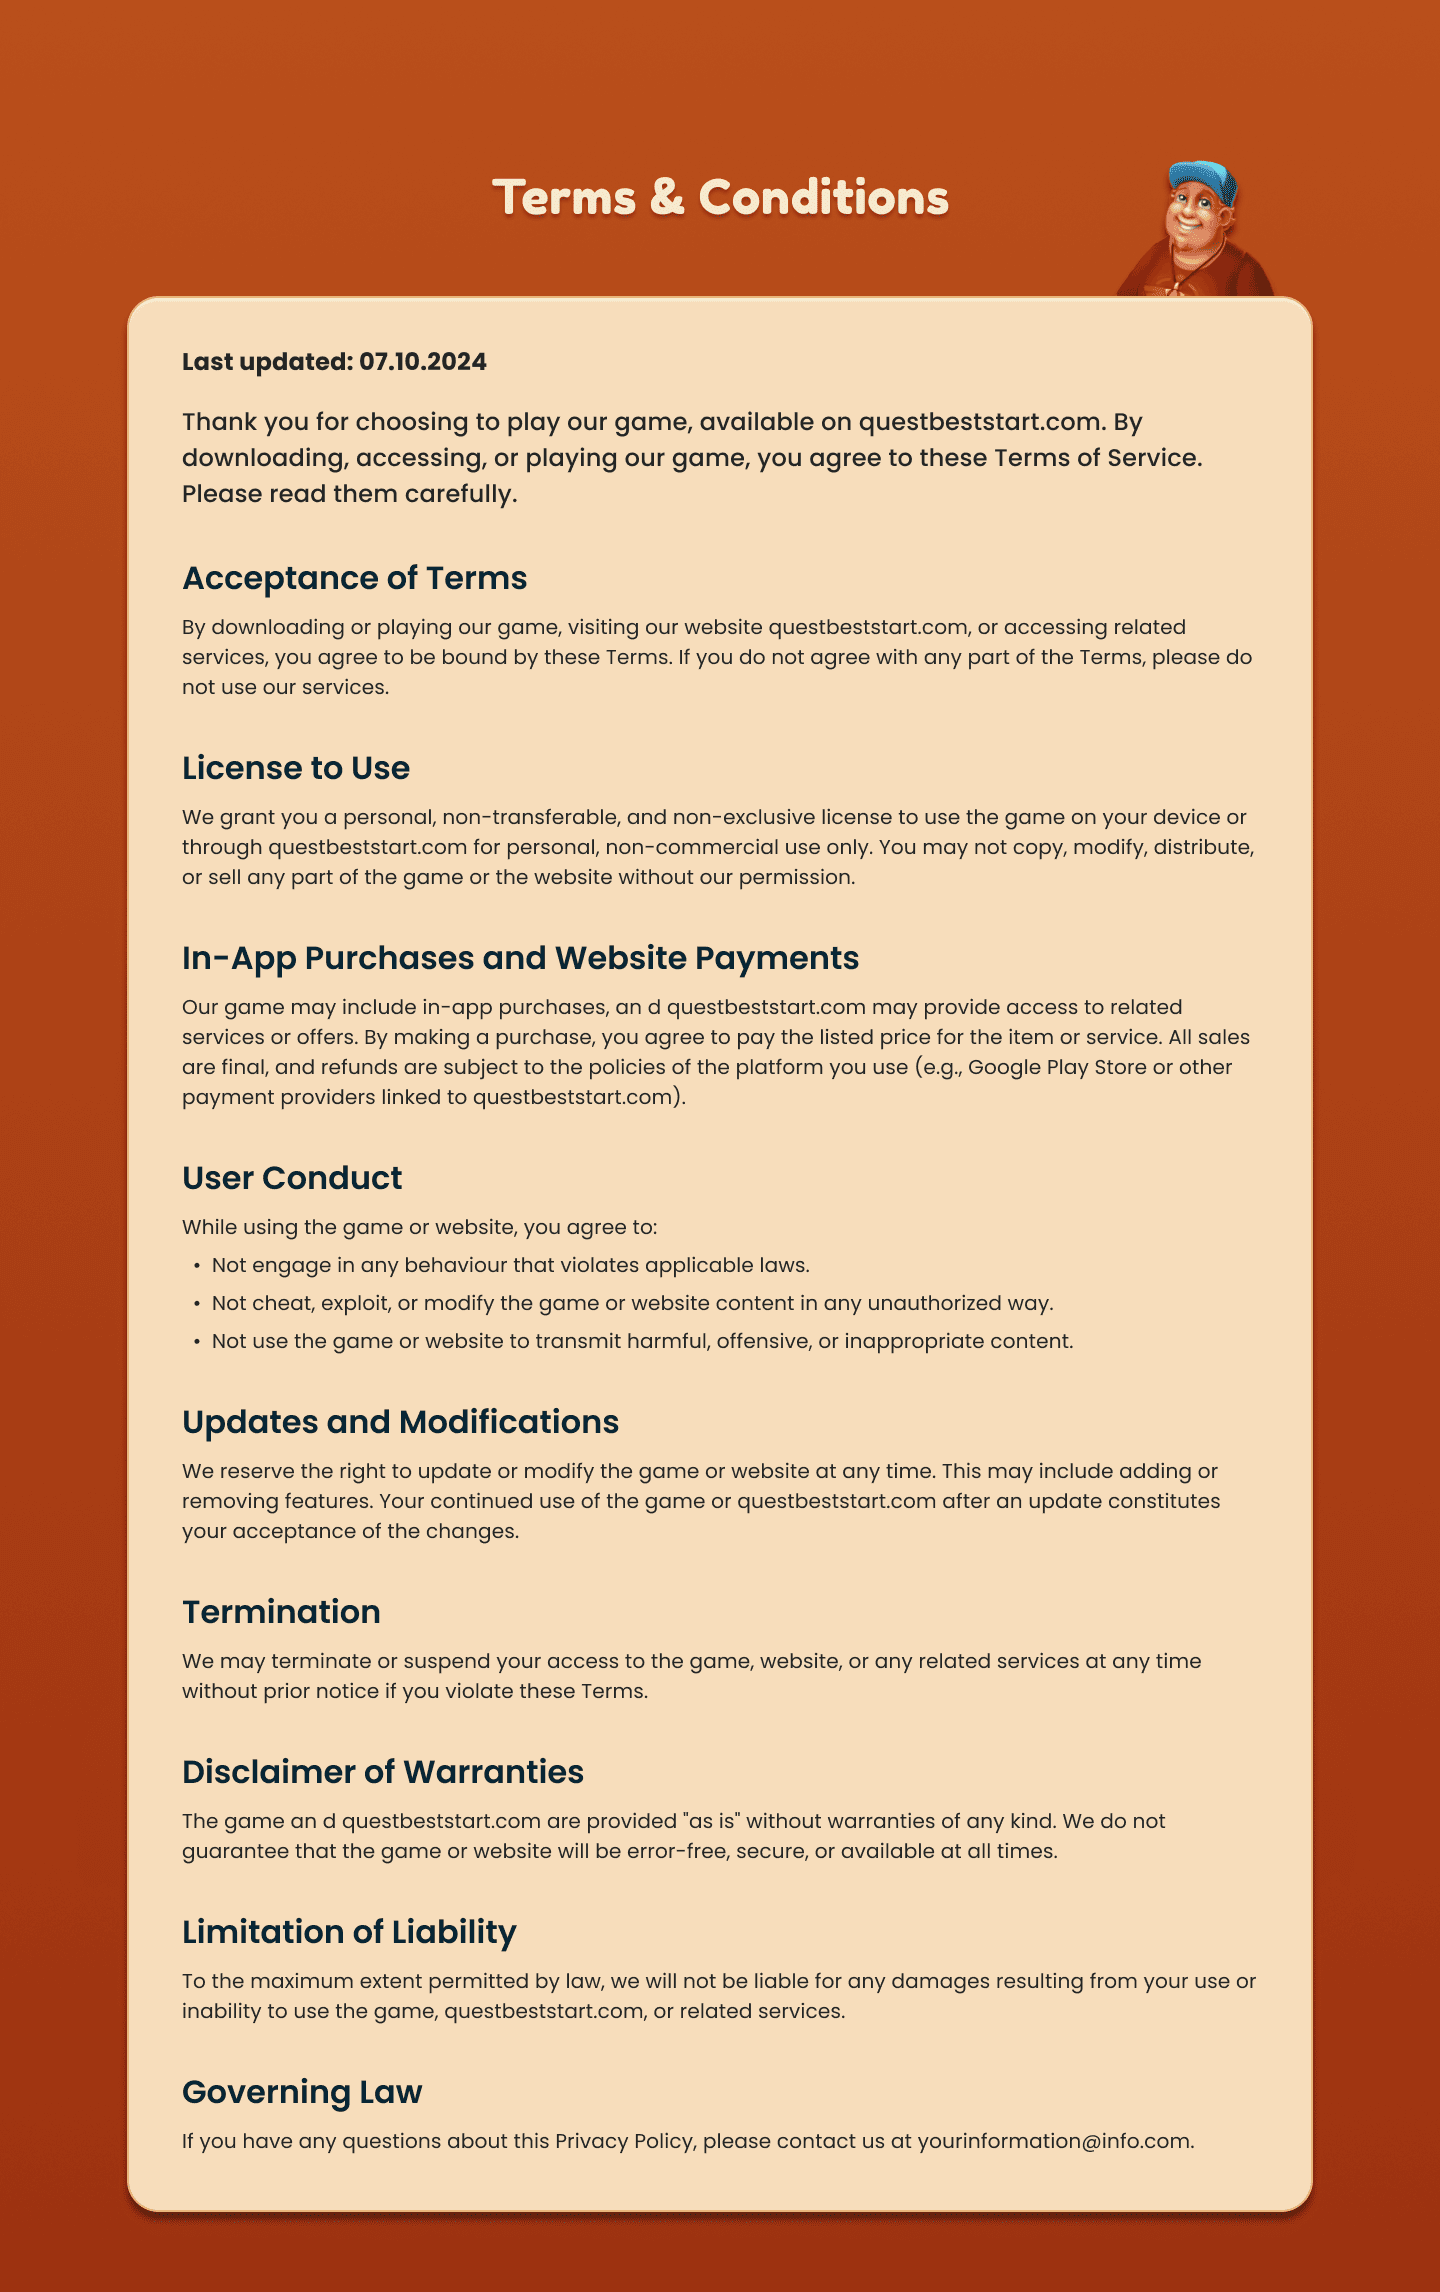 Terms & Conditions
Last updated: 07.10.2024
Thank you for choosing to play our game, available on questbeststart.com. By
downloading, accessing, or playing our game, you agree to these Terms of Service.
Please read them carefully.
Acceptance of Terms
By downloading or playing our game, visiting our website questbeststart.com, or accessing related
services, you agree to be bound by these Terms. If you do not agree with any part of the Terms, please do
not use our services.
License to Use
We grant you a personal, non-transferable, and non-exclusive license to use the game on your device or
through questbeststart.com for personal, non-commercial use only. You may not copy, modify, distribute,
or sell any part of the game or the website without our permission.
In-App Purchases and Website Payments
Our game may include in-app purchases, an d questbeststart.com may provide access to related
services or offers. By making a purchase, you agree to pay the listed price for the item or service. All sales
are final, and refunds are subject to the policies of the platform you use (e.g., Google Play Store or other
payment providers linked to questbeststart.com).
User Conduct
While using the game or website, you agree to:
• Not engage in any behaviour that violates applicable laws.
• Not cheat, exploit, or modify the game or website content in any unauthorized way.
• Not use the game or website to transmit harmful, offensive, or inappropriate content.
Updates and Modifications
We reserve the right to update or modify the game or website at any time. This may include adding or
removing features. Your continued use of the game or questbeststart.com after an update constitutes
your acceptance of the changes.
Termination
We may terminate or suspend your access to the game, website, or any related services at any time
without prior notice if you violate these Terms.
Disclaimer of Warranties
The game an d questbeststart.com are provided "as is" without warranties of any kind. We do not
guarantee that the game or website will be error-free, secure, or available at all times.
Limitation of Liability
To the maximum extent permitted by law, we will not be liable for any damages resulting from your use or
inability to use the game, questbeststart.com, or related services.
Governing Law
If you have any questions about this Privacy Policy, please contact us at yourinformation@info.com.